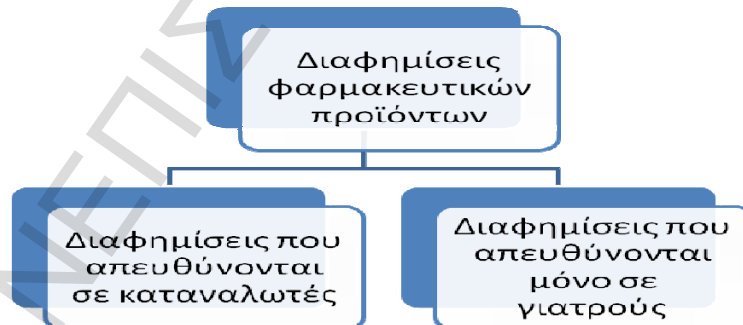 Διαφημίσεις
φαρμακευτικών
προϊόντων
Διαφημίσεις που
απευθύνονται
σε καταναλωτές
Διαφημίσεις που
απευθύνονται
μόνο σε
γιατρούς